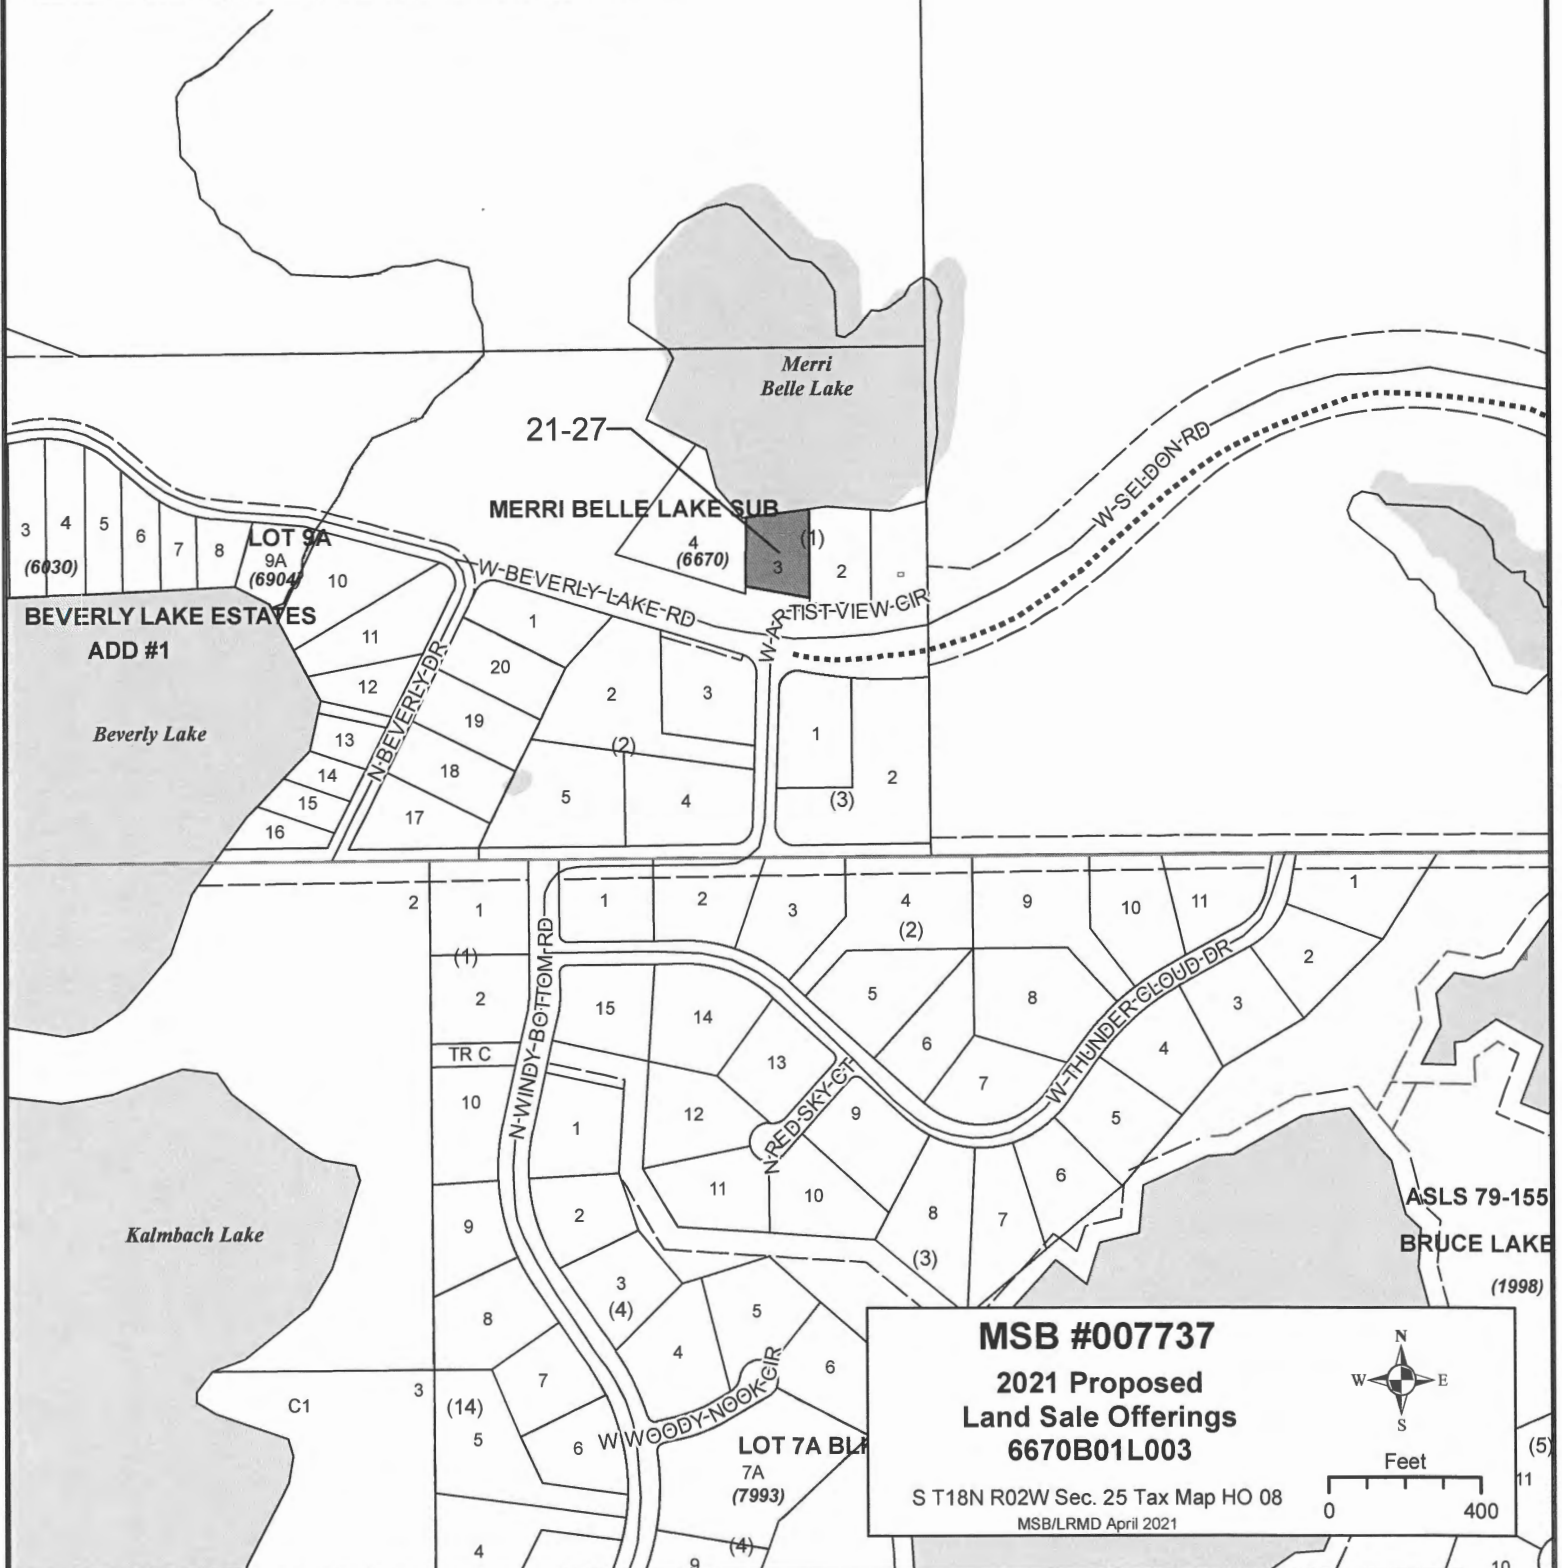 Merri
Belle Lake
21-27
W-SELDON-RD
MERRI BELLE LAKE SUB
(1)
4
(6670)
3
2
3
4
5
6
7
8
(6030)
LOT 9A
9A
(6904)
10
W-BEVERLY-LAKE-RD
W-ARTIST-VIEW-CIR
BEVERLY LAKE ESTATES
ADD #1
11
12
13
14
15
16
N-BEVERLY-DR
1
20
19
18
17
Beverly Lake
2
3
(2)
5
4
1
2
(3)
2
1
(1)
2
TR C
10
9
8
7
6
N-WINDY-BOTTOM-RD
1
2
3
4
(2)
9
10
11
1
2
3
4
5
6
7
8
15
14
13
12
11
10
9
5
6
7
8
(3)
W-THUNDER-CLOUD-DR
N-RED-SKY-CT
1
2
3
(4)
4
5
6
Kalmbach Lake
ASLS 79-155
BRUCE LAKE
(1998)
C1
3
(14)
5
4
W WOODY-NOOK-CIR
LOT 7A BL
7A
(7993)
(4)
9
(5)
11
10
MSB #007737
2021 Proposed
Land Sale Offerings
6670B01L003
S T18N R02W Sec. 25 Tax Map HO 08
MSB/LRMD April 2021
N
W
E
S
Feet
0
400